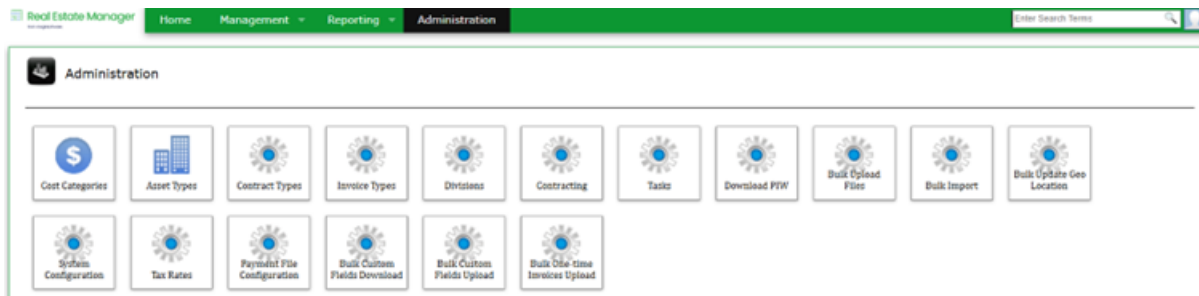 Real Estate Manager
Home Management Reporting Administration
Enter Search Terms
Administration
Cost Categories
Asset Types
Contract Types
Invoice Types
Divisions
Contracting
Tasks
Download PIW
Bulk Upload
Files
Bulk Import
Bulk Update Geo
Location
System
Configuration
Tax Rates
Payment File
Configuration
Bulk Custom
Fields Download
Bulk Custom
Fields Upload
Bulk One-time
Invoices Upload